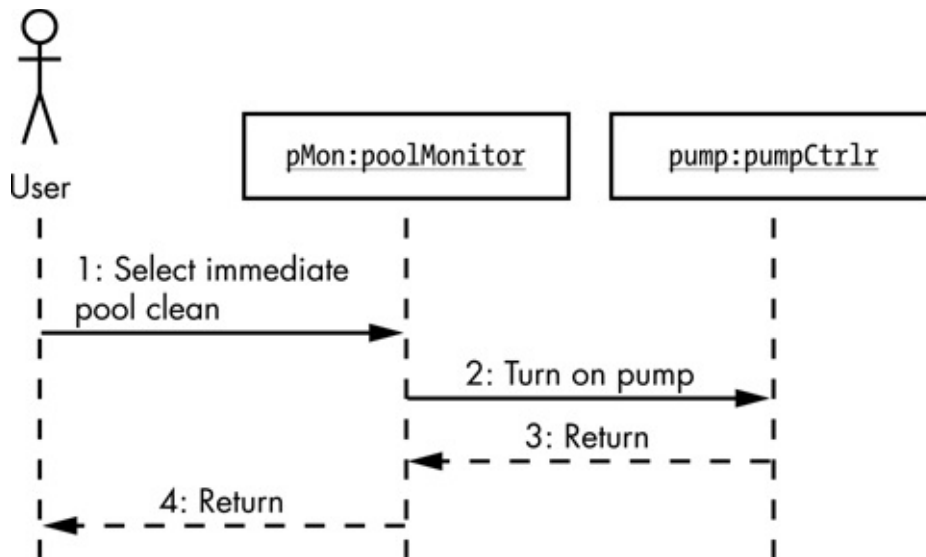 pMon:poolMonitor
pump:pumpCtrlr
User
1: Select immediate
pool clean
2: Turn on pump
3: Return
4: Return